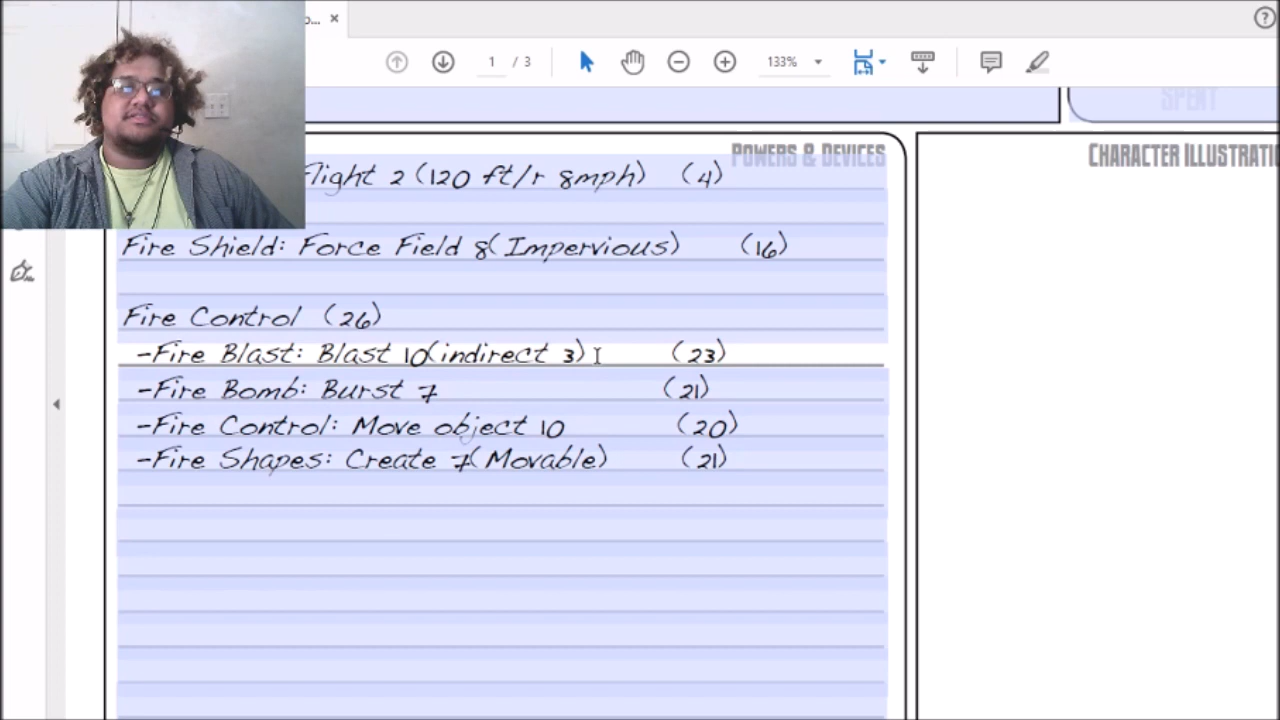 o...
1 / 3
133%
SPENT
POWERS & DEVICES
CHARACTER ILLUSTRATI
Flight 2 (120 ft/r 8mph) (4)
Fire Shield: Force Field 8(Impervious) (16)
Fire Control (26)
-Fire Blast: Blast 10(indirect 3) (23)
-Fire Bomb: Burst 7 (21)
-Fire Control: Move object 10 (20)
-Fire Shapes: Create 7(Movable) (21)